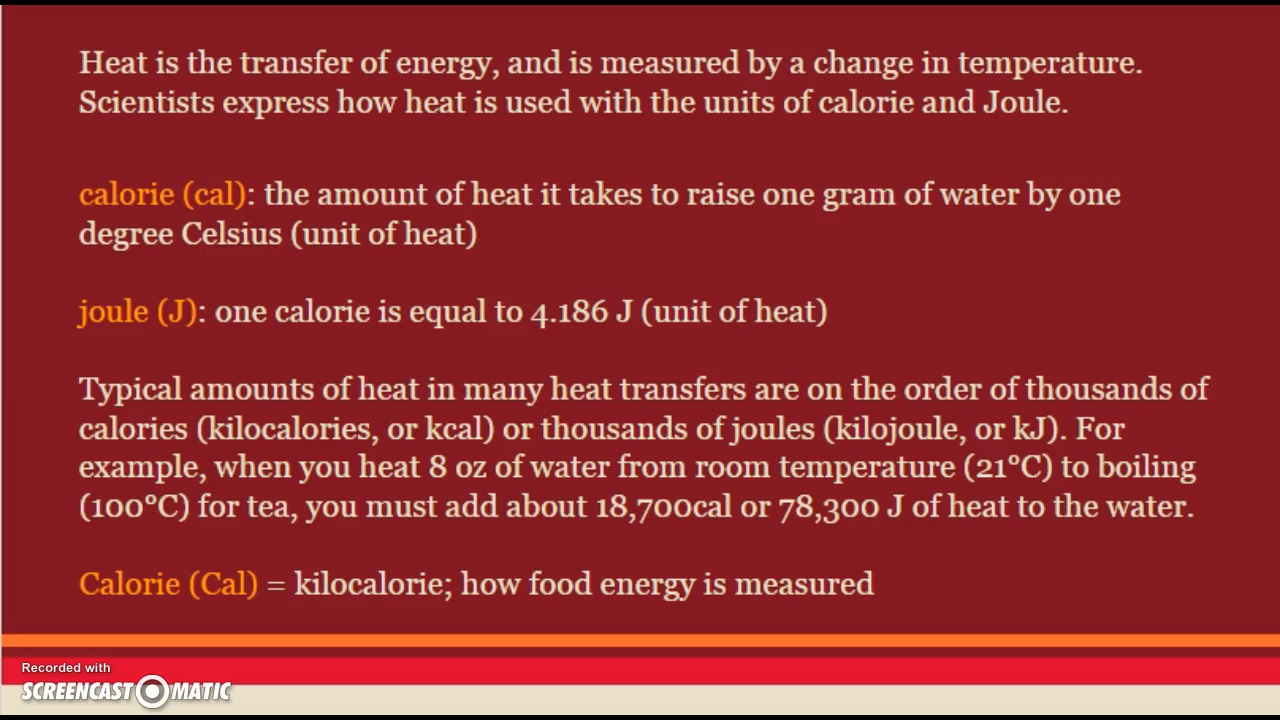 Heat is the transfer of energy, and is measured by a change in temperature.
Scientists express how heat is used with the units of calorie and Joule.
calorie (cal): the amount of heat it takes to raise one gram of water by one
degree Celsius (unit of heat)
joule (J): one calorie is equal to 4.186 J (unit of heat)
Typical amounts of heat in many heat transfers are on the order of thousands of
calories (kilocalories, or kcal) or thousands of joules (kilojoule, or kJ). For
example, when you heat 8 oz of water from room temperature (21°C) to boiling
(100°C) for tea, you must add about 18,700cal or 78,300 J of heat to the water.
Calorie (Cal) = kilocalorie; how food energy is measured
Recorded with
SCREENCAST-O-MATIC